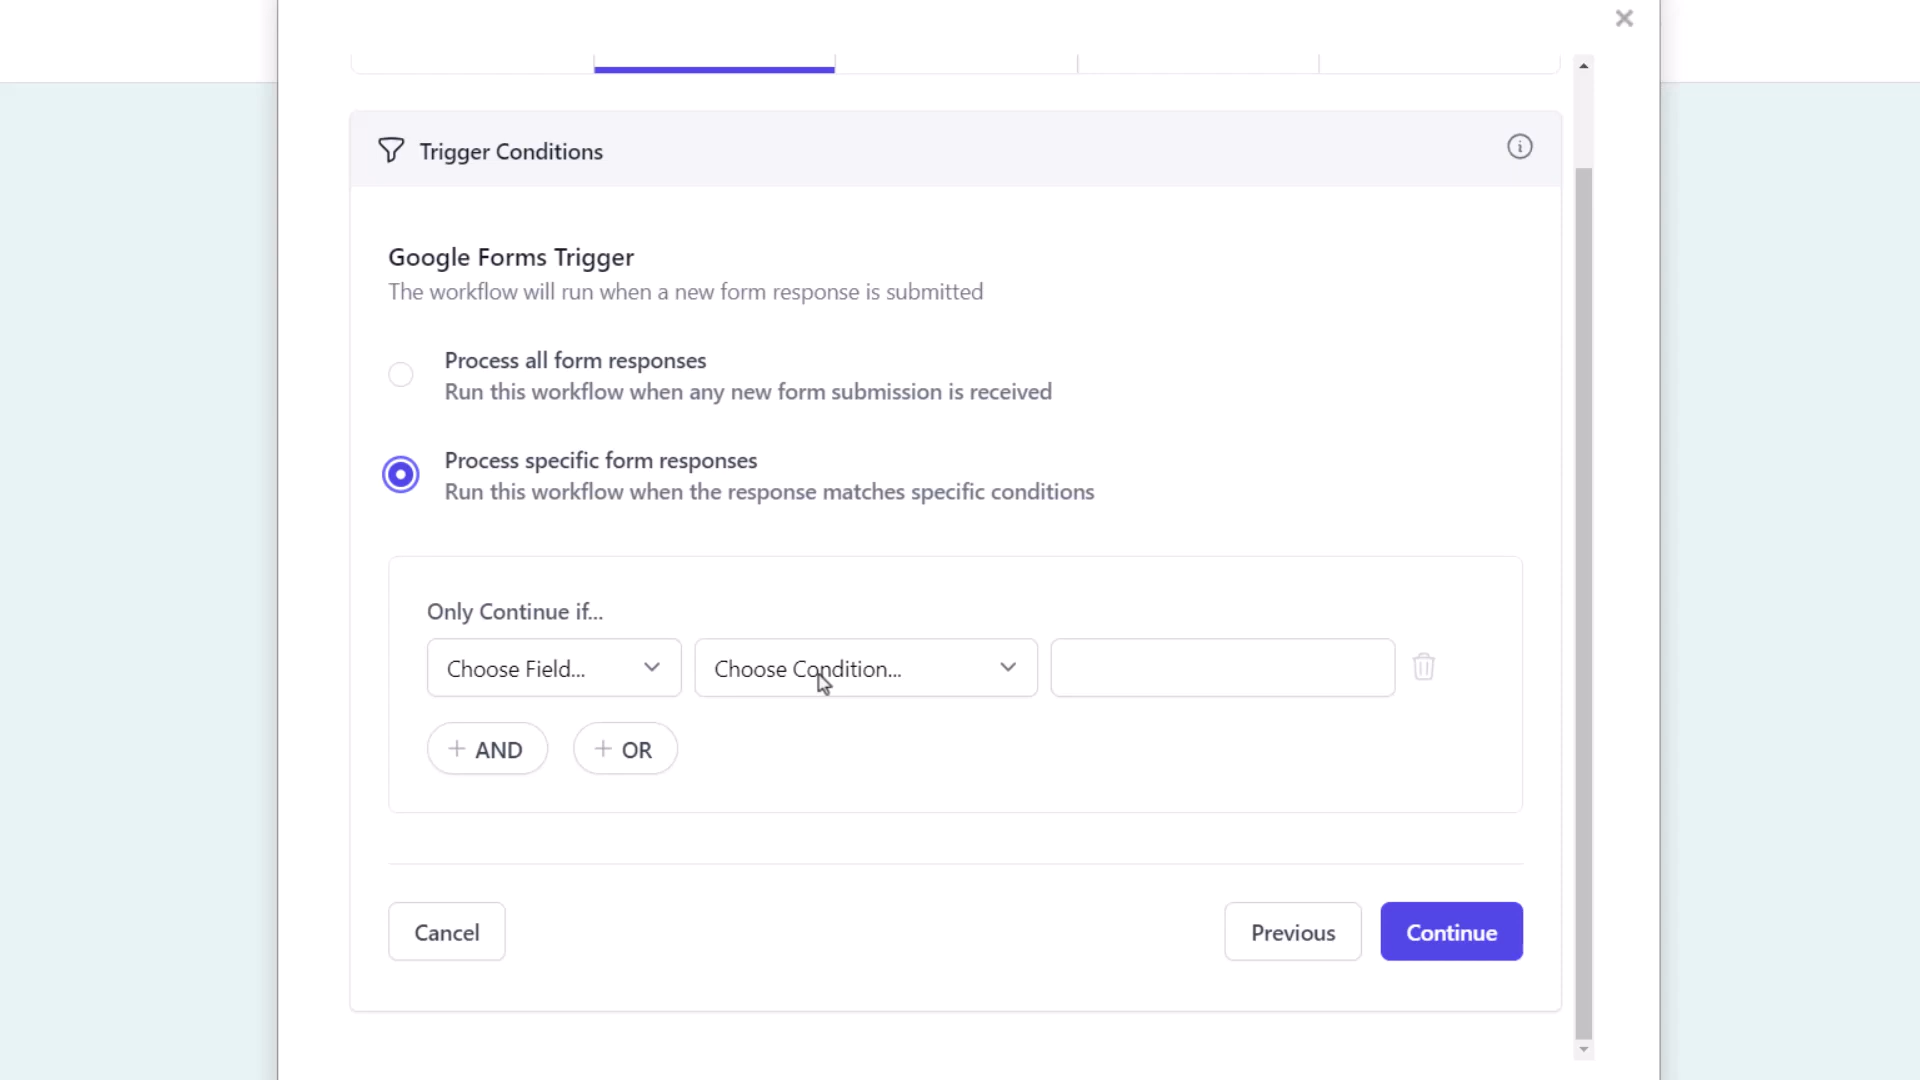 Trigger Conditions
Google Forms Trigger
The workflow will run when a new form response is submitted
Process all form responses
Run this workflow when any new form submission is received
Process specific form responses
Run this workflow when the response matches specific conditions
Only Continue if...
Choose Field... Choose Condition...
+ AND + OR
Cancel Previous Continue